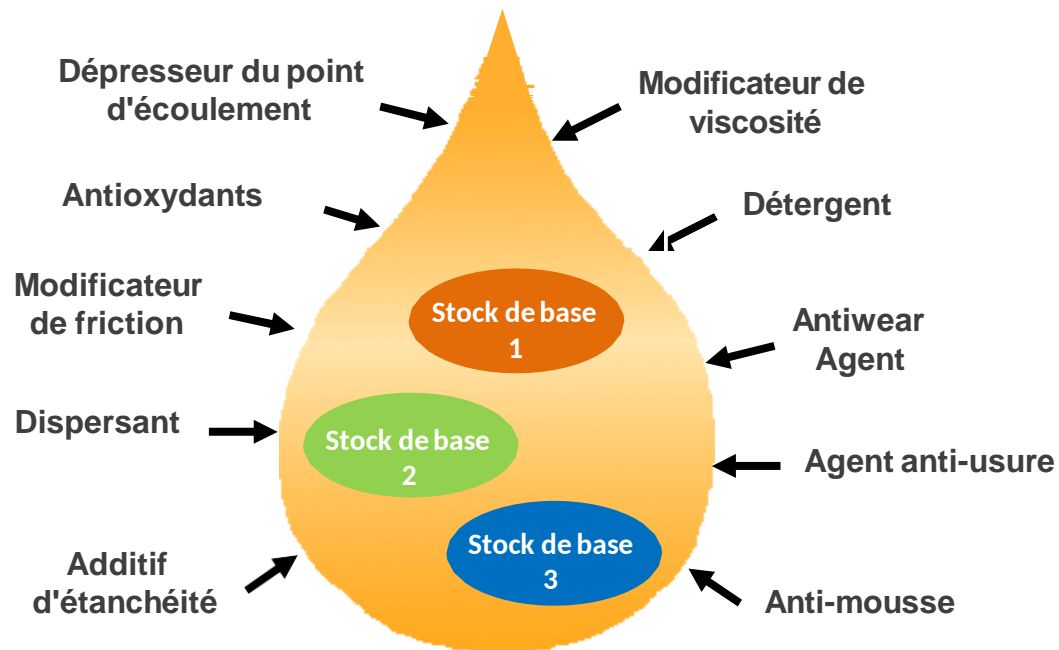 Dépresseur du point
d'écoulement
Modificateur de
viscosité
Antioxydants
Détergent
Modificateur
de friction
Stock de base
1
Antiwear
Agent
Dispersant
Stock de base
2
Agent anti-usure
Stock de base
3
Additif
d'étanchéité
Anti-mousse